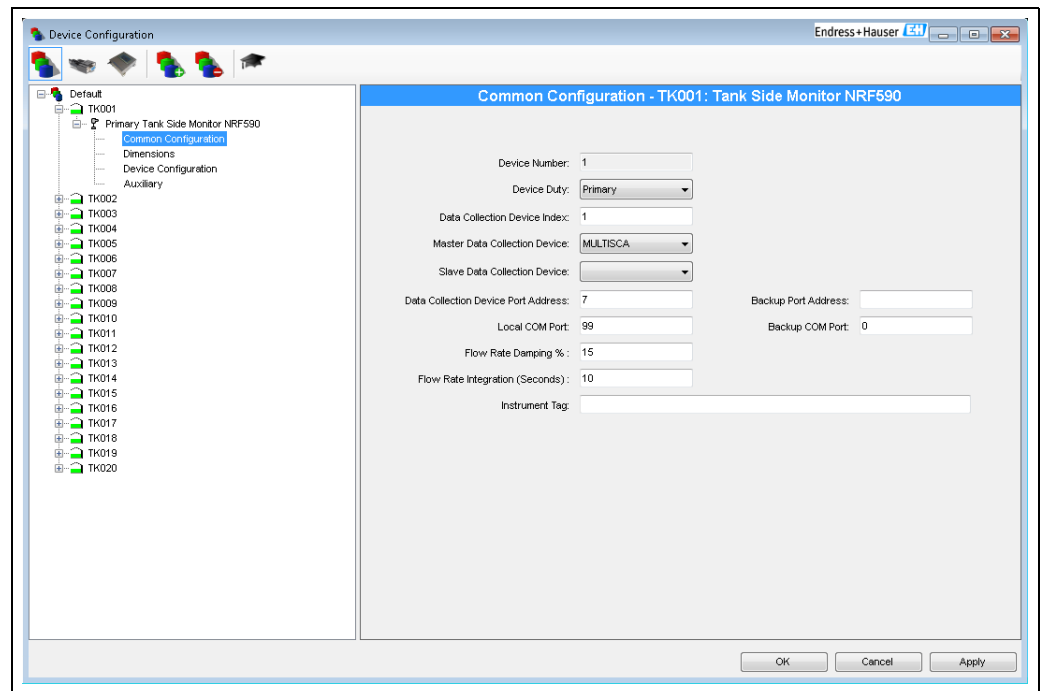 Device Configuration
Endress+Hauser EH
Default
TK001
Primary Tank Side Monitor NRF590
Common Configuration
Dimensions
Device Configuration
Auxiliary
TK002
TK003
TK004
TK005
TK006
TK007
TK008
TK009
TK010
TK011
TK012
TK013
TK014
TK015
TK016
TK017
TK018
TK019
TK020
Common Configuration - TK001: Tank Side Monitor NRF590
Device Number: 1
Device Duty: Primary
Data Collection Device Index: 1
Master Data Collection Device: MULTISCA
Slave Data Collection Device:
Data Collection Device Port Address: 7 Backup Port Address:
Local COM Port: 99 Backup COM Port: 0
Flow Rate Damping % : 15
Flow Rate Integration (Seconds) : 10
Instrument Tag:
OK Cancel Apply